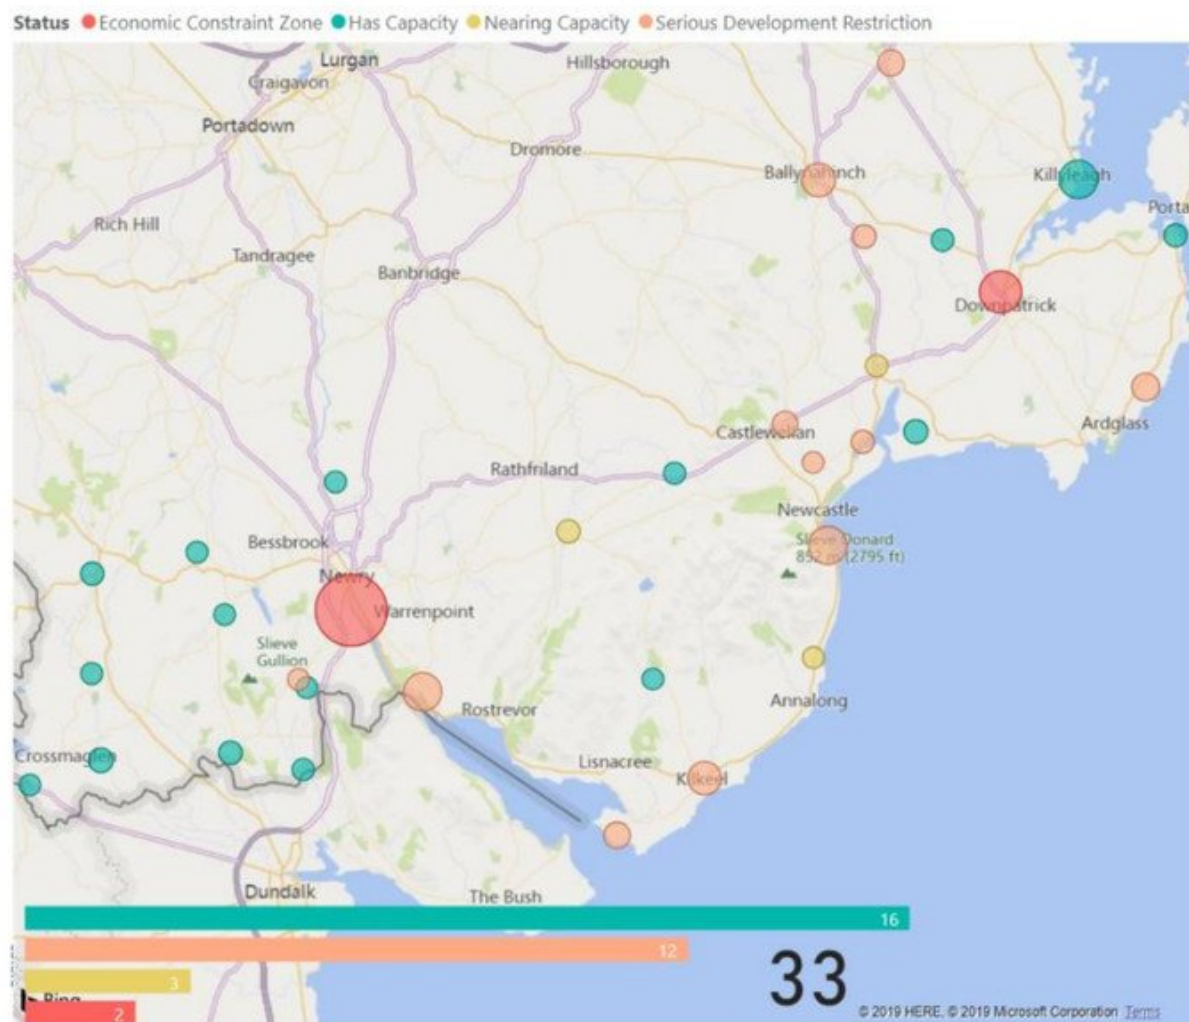 Status Economic Constraint Zone Has Capacity Nearing Capacity Serious Development Restriction
Lurgan
Hillsborough
Craigavon
Portadown
Dromore
Ballynahinch
Killyleagh
Rich Hill
Porta
Tandragee
Banbridge
Downpatrick
Castlewellan
Ardglass
Rathfriland
Newcastle
Bessbrook
Slieve Donard
852 m (2795 ft)
Newry
Warrenpoint
Slieve
Gullion
Annalong
Rostrevor
Crossmaglen
Lisnacree
Kilkeel
Dundalk
The Bush
16
12
33
3
Bing
2
© 2019 HERE, © 2019 Microsoft Corporation Terms